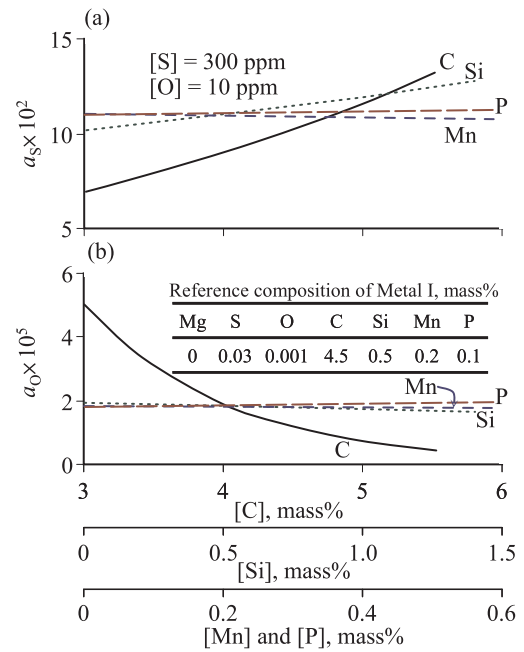 (a)
15
[S] = 300 ppm
[O] = 10 ppm
C
Si
10
P
Mn
5
aS×10²
(b)
6
Reference composition of Metal I, mass%
Mg S O C Si Mn P
0 0.03 0.001 4.5 0.5 0.2 0.1
4
Mn
P
2
Si
C
0
aO×10⁵
3 4 5 6
[C], mass%
0 0.5 1.0 1.5
[Si], mass%
0 0.2 0.4 0.6
[Mn] and [P], mass%